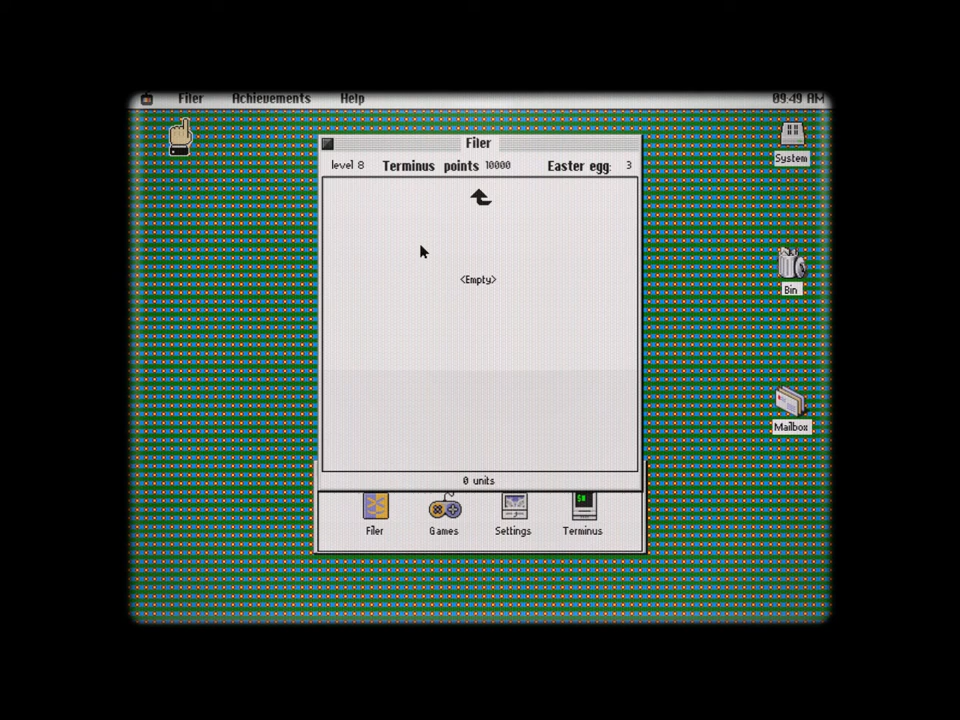 Filer Achievements Help 09:49 AM
Filer
level 8 Terminus points 10000 Easter egg: 3
System
<Empty>
Bin
Mailbox
0 units
Filer Games Settings Terminus